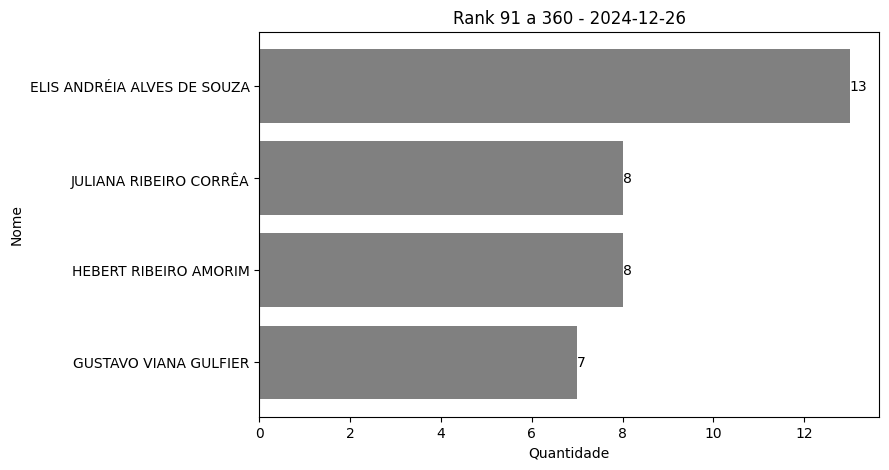 Rank 91 a 360 - 2024-12-26
ELIS ANDRÉIA ALVES DE SOUZA
13
JULIANA RIBEIRO CORRÊA
8
HEBERT RIBEIRO AMORIM
8
GUSTAVO VIANA GULFIER
7
Nome
0 2 4 6 8 10 12
Quantidade